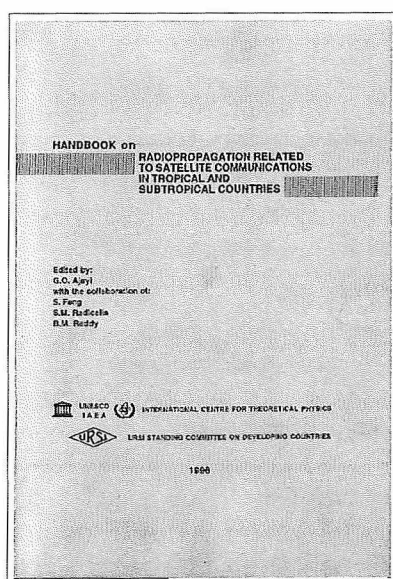 HANDBOOK on
RADIOPROPAGATION RELATED
TO SATELLITE COMMUNICATIONS
IN TROPICAL AND
SUBTROPICAL COUNTRIES
Edited by:
G.O. Ajayi
with the collaboration of:
S. Feng
S.M. Radicella
B.M. Reddy
UNESCO
IAEA
INTERNATIONAL CENTRE FOR THEORETICAL PHYSICS
URSI
URSI STANDING COMMITTEE ON DEVELOPING COUNTRIES
1996